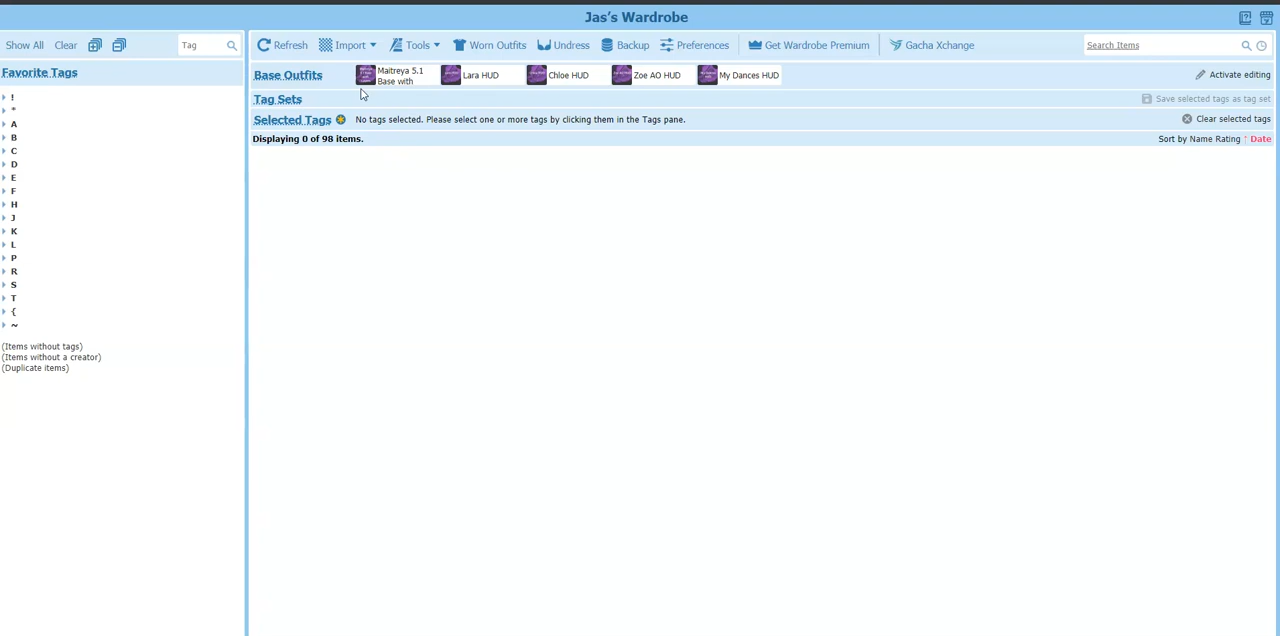 Jas's Wardrobe
Show All Clear Tag
Refresh Import Tools Worn Outfits Undress Backup Preferences Get Wardrobe Premium Gacha Xchange Search Items
Favorite Tags
!
*
A
B
C
D
E
F
H
J
K
L
P
R
S
T
{
~
(Items without tags)
(Items without a creator)
(Duplicate items)
Base Outfits
Maitreya 5.1
Base with
Lara HUD
Chloe HUD
Zoe AO HUD
My Dances HUD
Activate editing
Tag Sets
Save selected tags as tag set
Selected Tags No tags selected. Please select one or more tags by clicking them in the Tags pane. Clear selected tags
Displaying 0 of 98 items. Sort by Name Rating ↑ Date